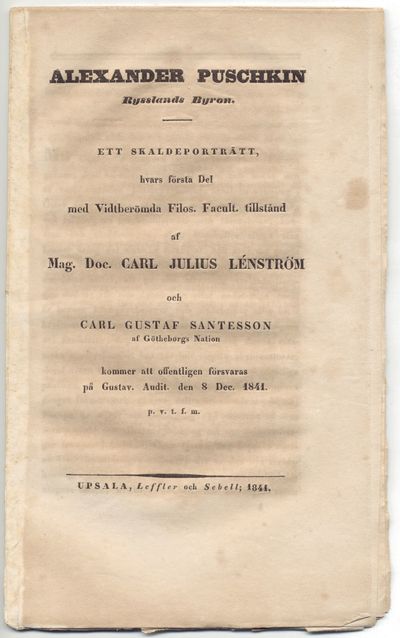 ALEXANDER PUSCHKIN
Rysslands Byron.
ETT SKALDEPORTRÄTT,
hvars första Del
med Vidtberömda Filos. Facult. tillstånd
af
Mag. Doc. CARL JULIUS LÉNSTRÖM
och
CARL GUSTAF SANTESSON
af Götheborgs Nation
kommer att offentligen försvaras
på Gustav. Audit. den 8 Dec. 1841.
p. v. t. f. m.
UPSALA, Leffler och Sebell; 1841.